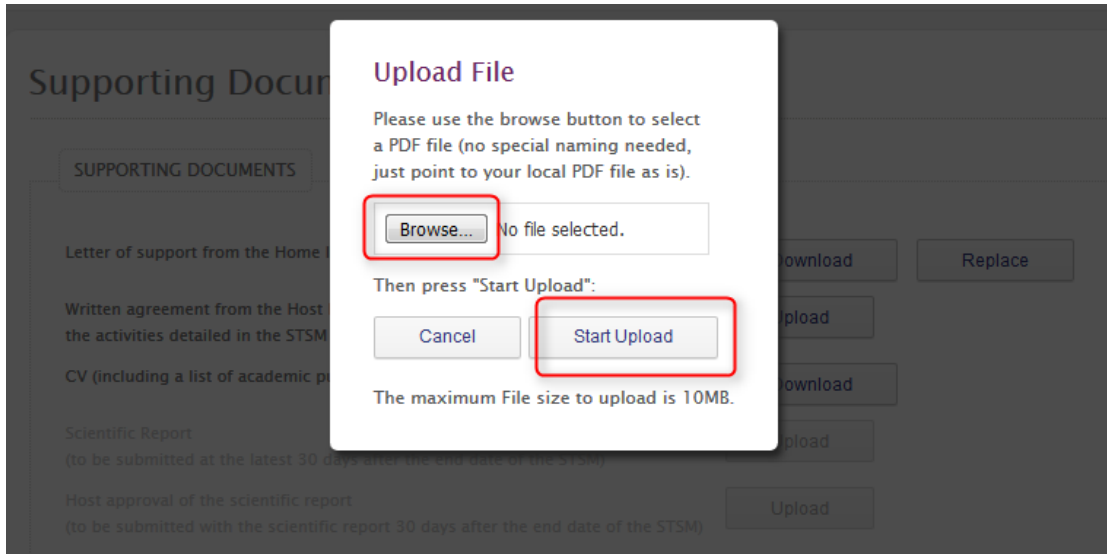 Supporting Docum
Upload File
Please use the browse button to select
a PDF file (no special naming needed,
just point to your local PDF file as is).
SUPPORTING DOCUMENTS
Browse... No file selected.
Letter of support from the Home
Download
Replace
Then press "Start Upload":
Written agreement from the Host
the activities detailed in the STSM
Upload
Cancel
Start Upload
CV (including a list of academic
Download
The maximum File size to upload is 10MB.
Scientific Report
(to be submitted at the latest 30 days after the end date of the STSM)
Upload
Host approval of the scientific report
(to be submitted with the scientific report 30 days after the end date of the STSM)
Upload